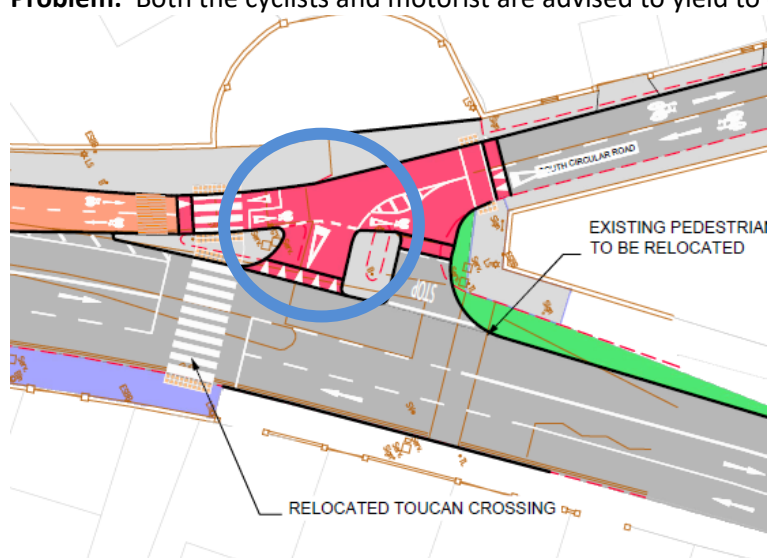 Problem: Both the cyclists and motorist are advised to yield to
SOUTH CIRCULAR ROAD
EXISTING PEDESTRIA
TO BE RELOCATED
STOP
RELOCATED TOUCAN CROSSING